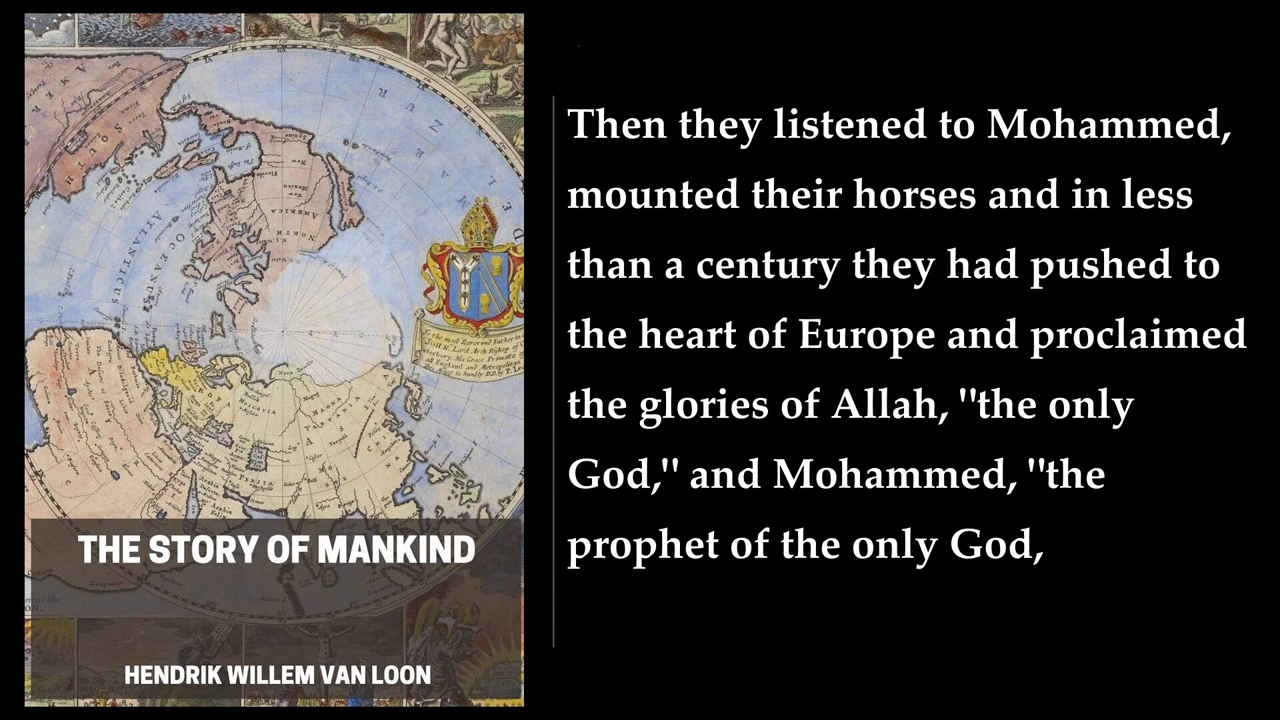 THE STORY OF MANKIND
HENDRIK WILLEM VAN LOON
Then they listened to Mohammed,
mounted their horses and in less
than a century they had pushed to
the heart of Europe and proclaimed
the glories of Allah, "the only
God," and Mohammed, "the
prophet of the only God,